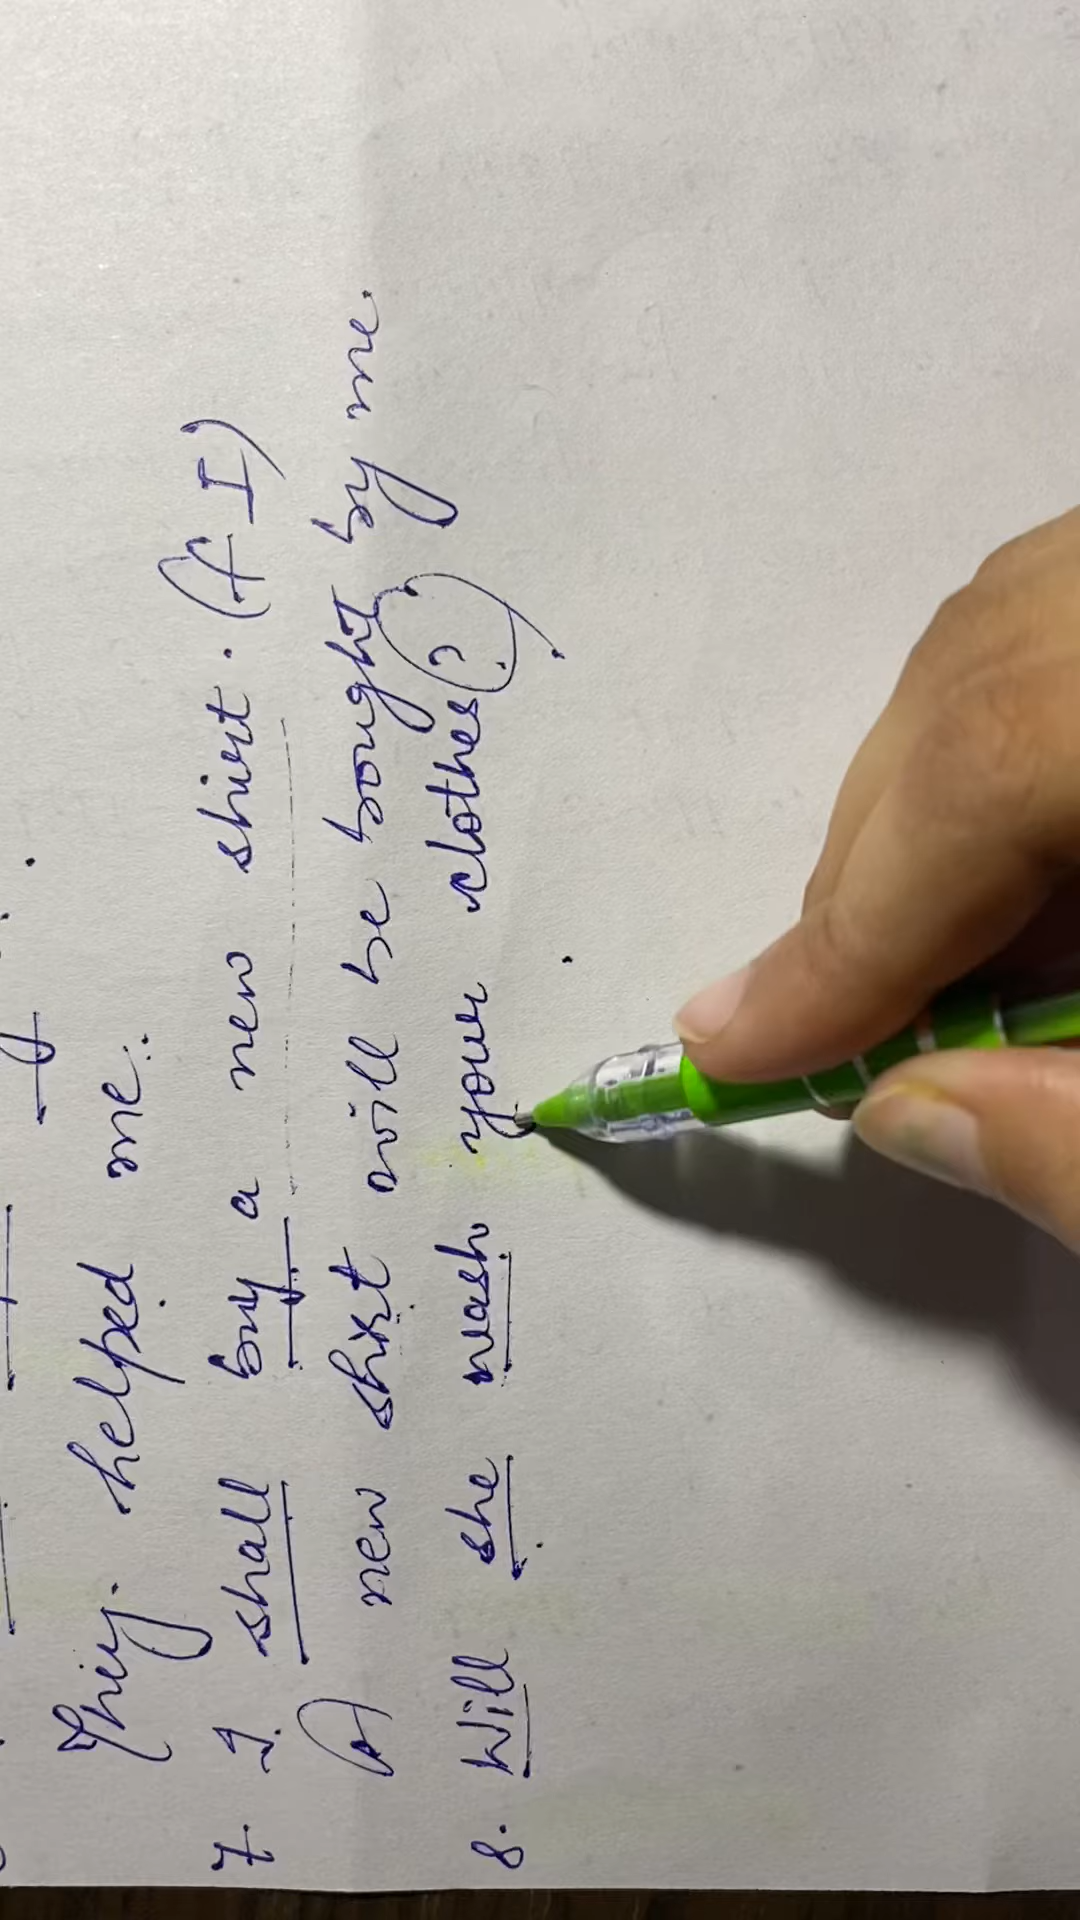 They helped me.
7. I shall buy a new shirt. (f I)
A new shirt will be bought by me.
8. Will she wash your clothes(?)